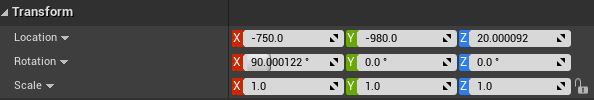 Transform
Location X -750.0 Y -980.0 Z 20.000092
Rotation X 90.000122 ° Y 0.0 ° Z 0.0 °
Scale X 1.0 Y 1.0 Z 1.0